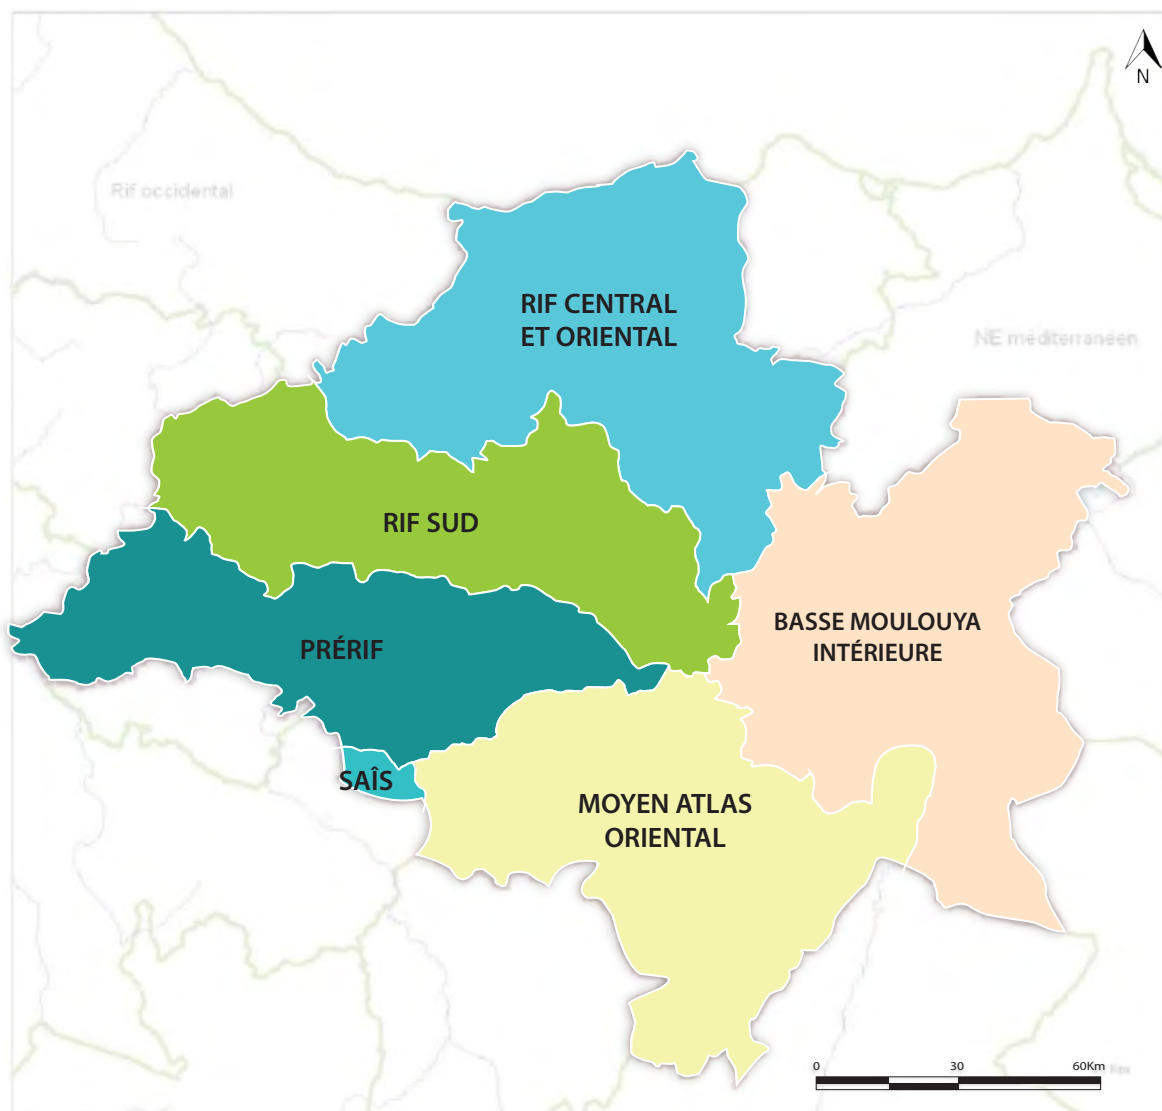 N
Rif occidental
RIF CENTRAL
ET ORIENTAL
NE méditerranéen
RIF SUD
BASSE MOULOUYA
INTÉRIEURE
PRÉRIF
SAÎS
MOYEN ATLAS
ORIENTAL
0 30 60Km